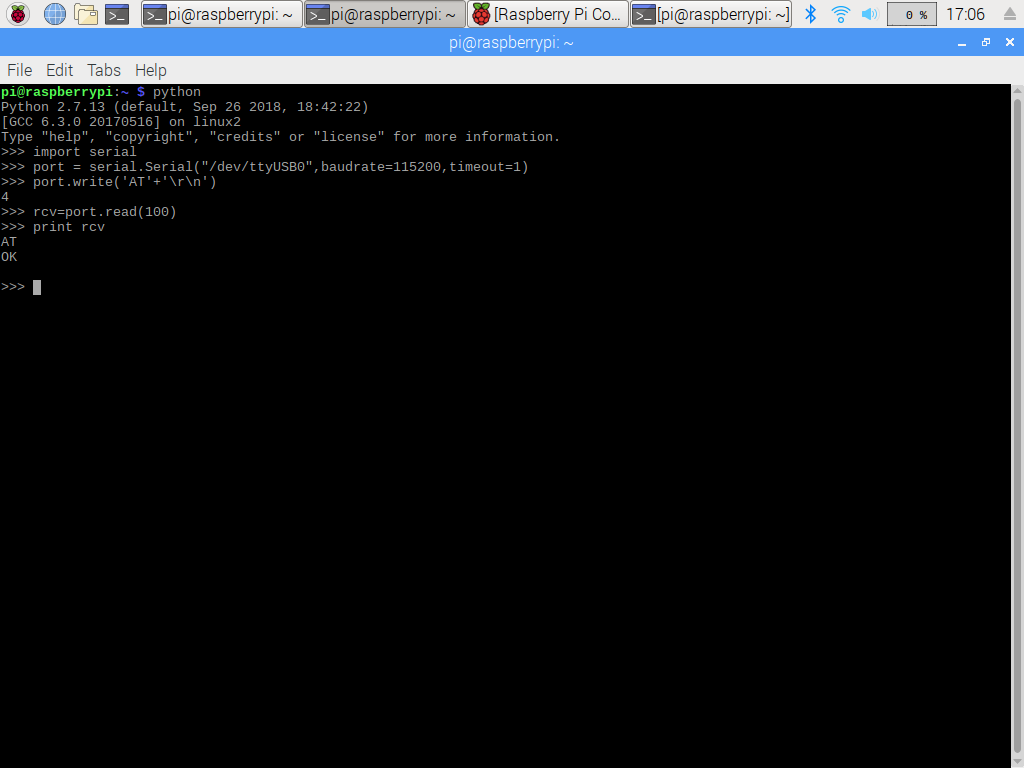 pi@raspberrypi: ~
pi@raspberrypi: ~
[Raspberry Pi Co...
[pi@raspberrypi: ~]
0 %
17:06
pi@raspberrypi: ~
File Edit Tabs Help
pi@raspberrypi:~ $ python
Python 2.7.13 (default, Sep 26 2018, 18:42:22)
[GCC 6.3.0 20170516] on linux2
Type "help", "copyright", "credits" or "license" for more information.
>>> import serial
>>> port = serial.Serial("/dev/ttyUSB0",baudrate=115200,timeout=1)
>>> port.write('AT'+'\r\n')
4
>>> rcv=port.read(100)
>>> print rcv
AT
OK
>>>